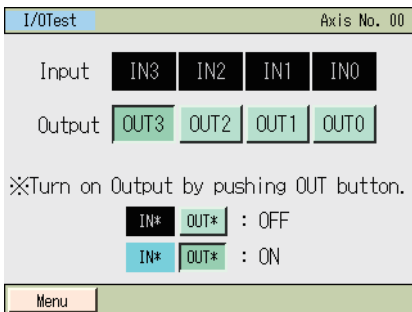 I/OTest Axis No. 00
Input IN3 IN2 IN1 IN0
Output OUT3 OUT2 OUT1 OUT0
※Turn on Output by pushing OUT button.
IN* OUT* : OFF
IN* OUT* : ON
Menu